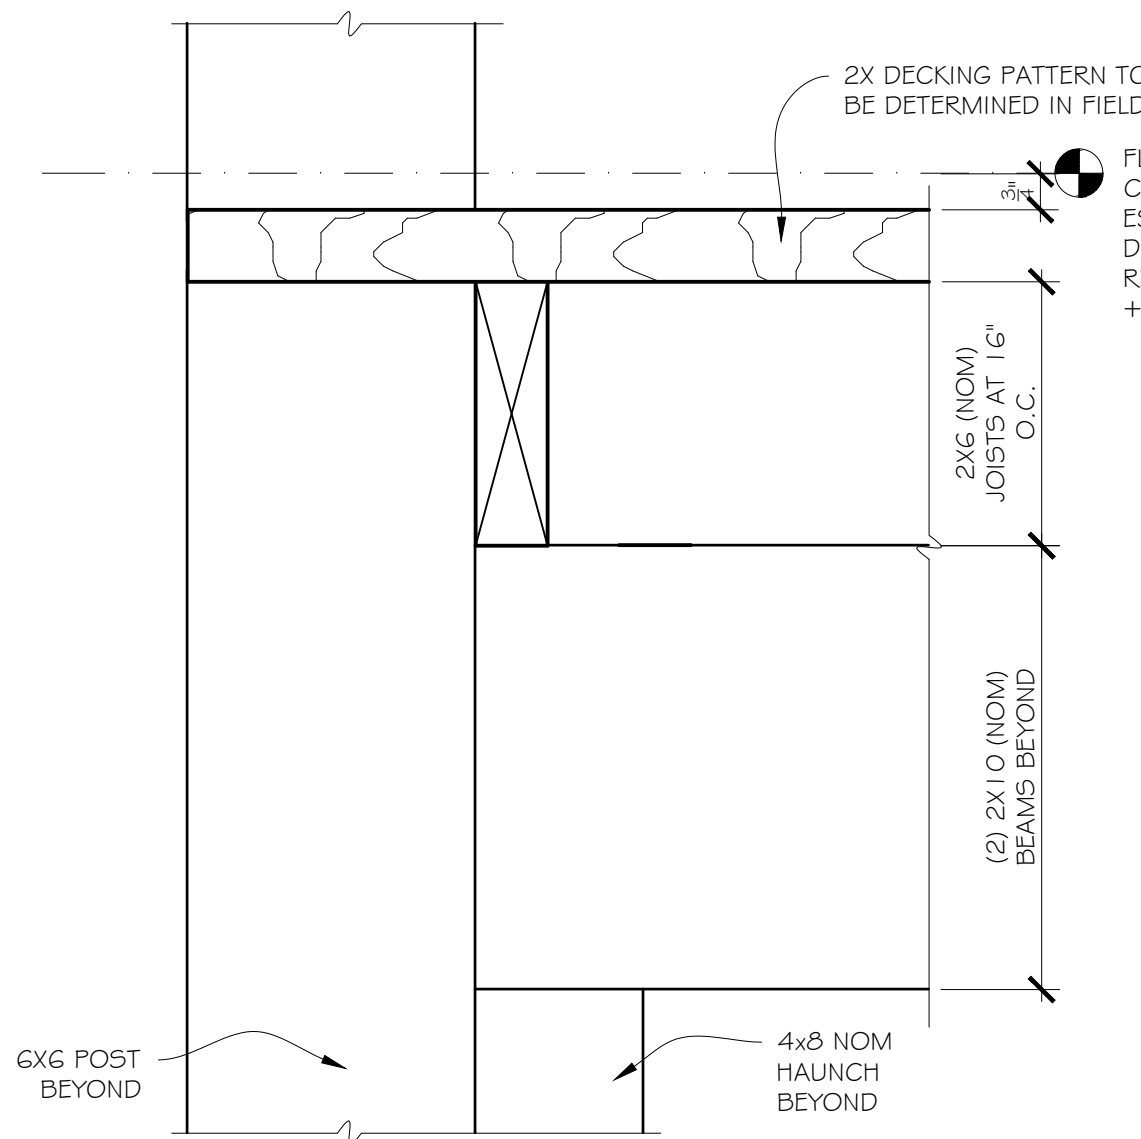 2X DECKING PATTERN TO
BE DETERMINED IN FIELD
3/4"
2X6 (NOM)
JOISTS AT 16"
O.C.
(2) 2X10 (NOM)
BEAMS BEYOND
6X6 POST
BEYOND
4x8 NOM
HAUNCH
BEYOND